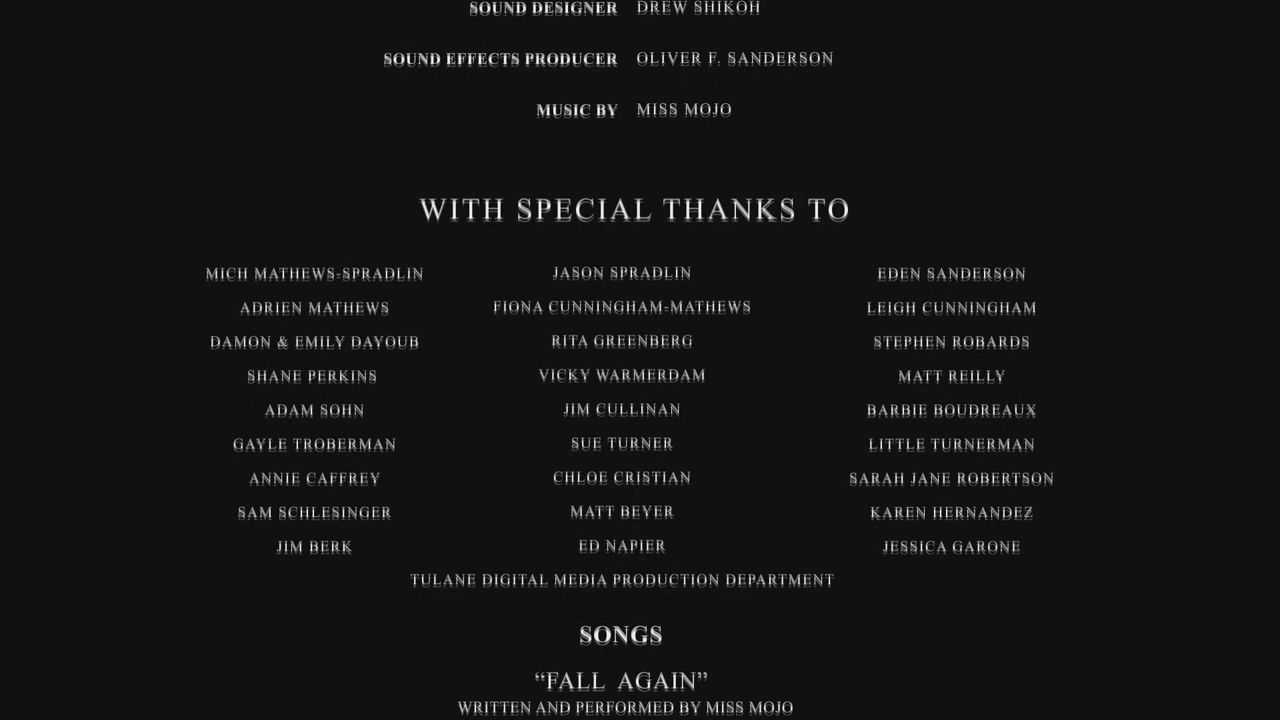 SOUND DESIGNER DREW SHIKOH
SOUND EFFECTS PRODUCER OLIVER F. SANDERSON
MUSIC BY MISS MOJO
WITH SPECIAL THANKS TO
MICH MATHEWS-SPRADLIN JASON SPRADLIN EDEN SANDERSON
ADRIEN MATHEWS FIONA CUNNINGHAM-MATHEWS LEIGH CUNNINGHAM
DAMON & EMILY DAYOUB RITA GREENBERG STEPHEN ROBARDS
SHANE PERKINS VICKY WARMERDAM MATT REILLY
ADAM SOHN JIM CULLINAN BARBIE BOUDREAUX
GAYLE TROBERMAN SUE TURNER LITTLE TURNERMAN
ANNIE CAFFREY CHLOE CRISTIAN SARAH JANE ROBERTSON
SAM SCHLESINGER MATT BEYER KAREN HERNANDEZ
JIM BERK ED NAPIER JESSICA GARONE
TULANE DIGITAL MEDIA PRODUCTION DEPARTMENT
SONGS
“FALL AGAIN”
WRITTEN AND PERFORMED BY MISS MOJO